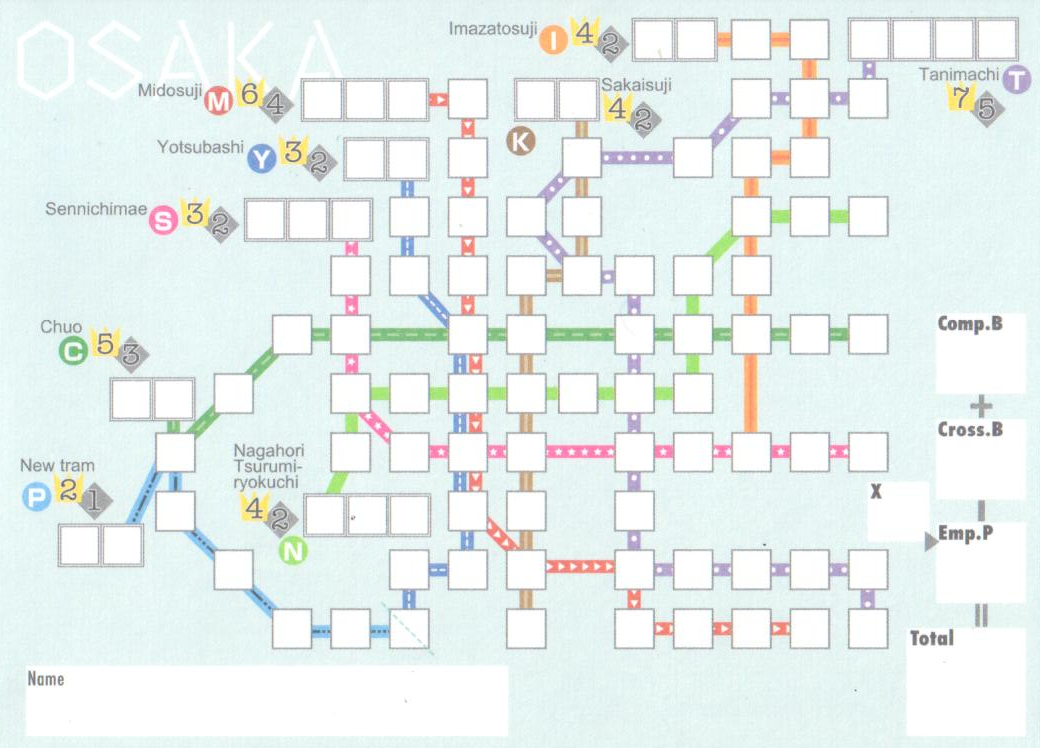 OSAKA
Imazatosuji I 4 2
Tanimachi T
7 5
Midosuji M 6 4
Sakaisuji
4 2
K
Yotsubashi Y 3 2
Sennichimae S 3 2
Chuo
C 5 3
Comp.B
+
Cross.B
New tram
P 2 1
Nagahori
Tsurumi-
ryokuchi
4 2
N
X
Emp.P
Total
Name